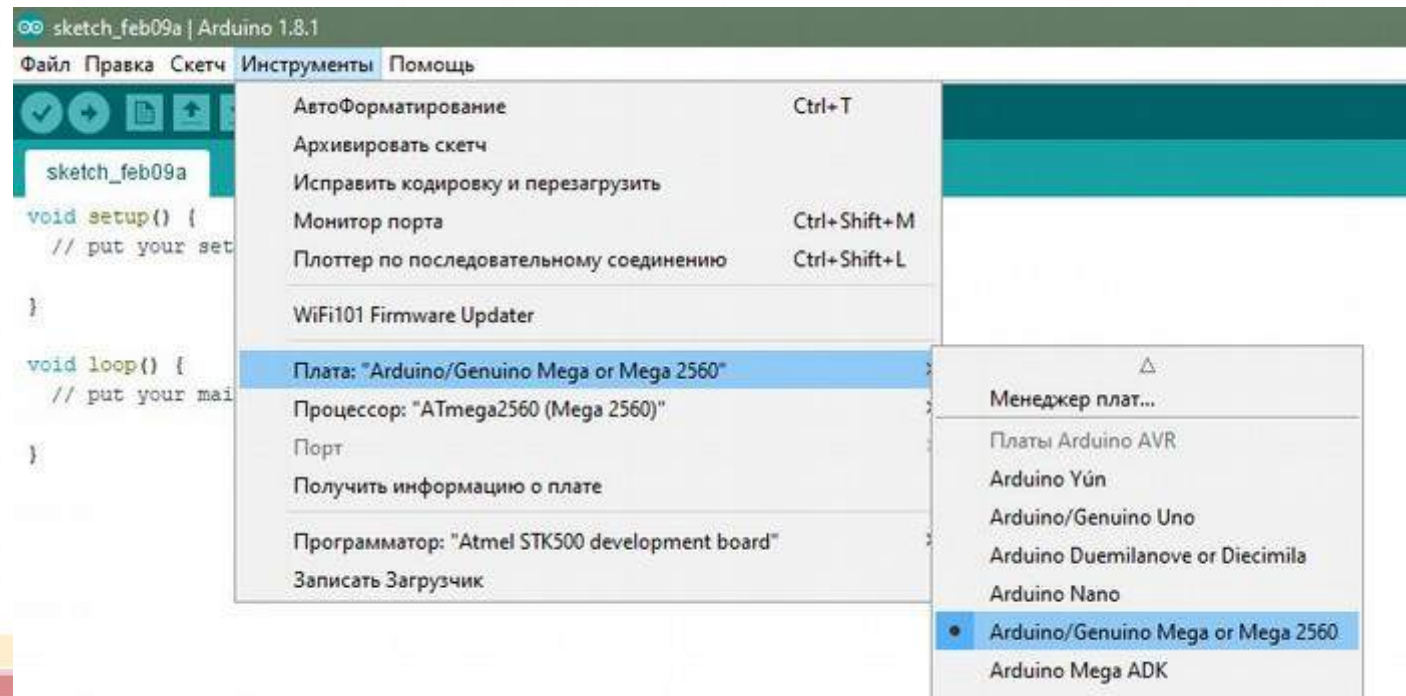 sketch_feb09a | Arduino 1.8.1
Файл Правка Скетч Инструменты Помощь
sketch_feb09a
void setup() {
// put your set
}
void loop() {
// put your mai
}
АвтоФорматирование Ctrl+T
Архивировать скетч
Исправить кодировку и перезагрузить
Монитор порта Ctrl+Shift+M
Плоттер по последовательному соединению Ctrl+Shift+L
WiFi101 Firmware Updater
Плата: "Arduino/Genuino Mega or Mega 2560"
Процессор: "ATmega2560 (Mega 2560)"
Порт
Получить информацию о плате
Программатор: "Atmel STK500 development board"
Записать Загрузчик
Менеджер плат...
Платы Arduino AVR
Arduino Yún
Arduino/Genuino Uno
Arduino Duemilanove or Diecimila
Arduino Nano
Arduino/Genuino Mega or Mega 2560
Arduino Mega ADK